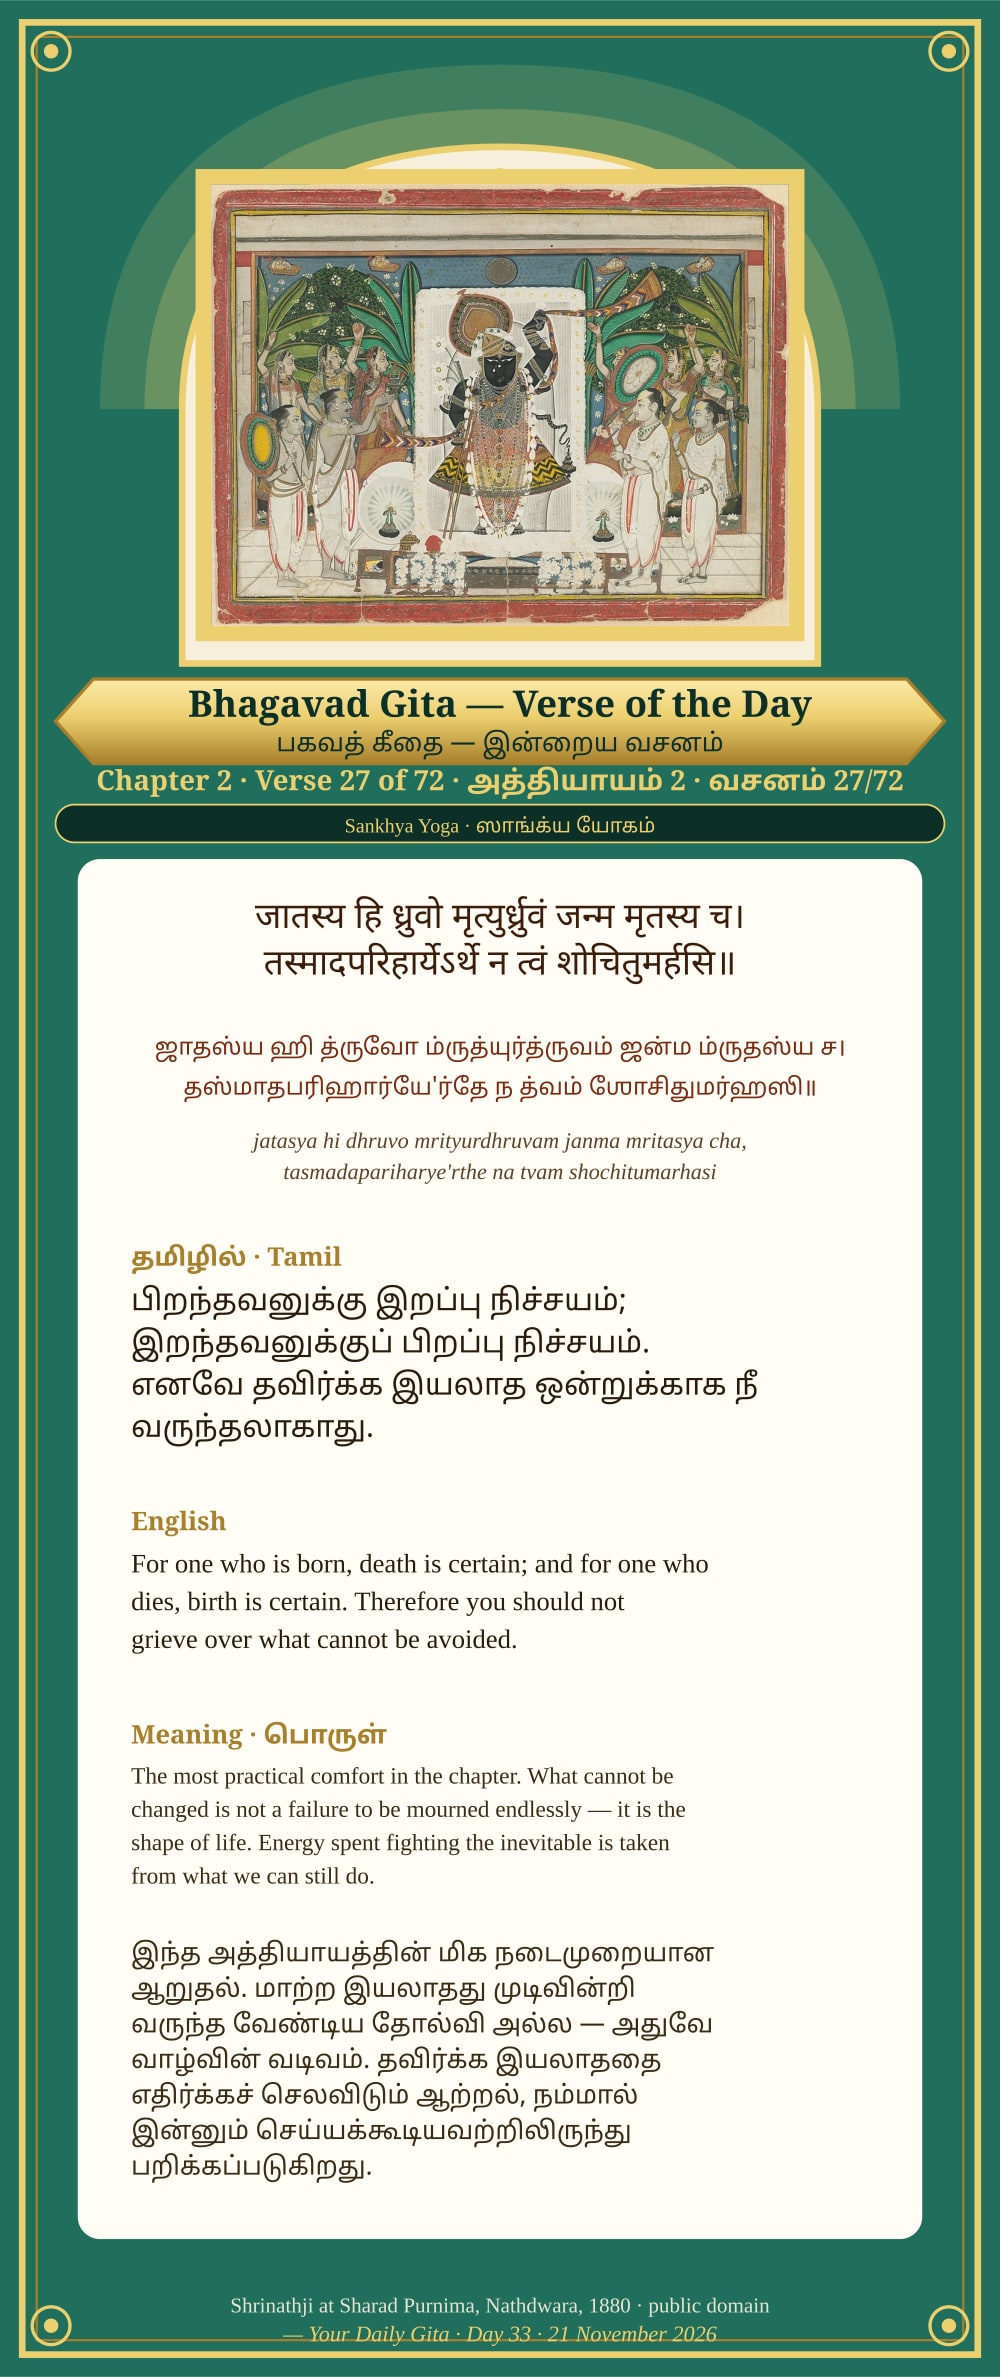 Bhagavad Gita — Verse of the Day
பகவத் கீதை — இன்றைய வசனம்
Chapter 2 · Verse 27 of 72 · அத்தியாயம் 2 · வசனம் 27/72
Sankhya Yoga · ஸாங்க்ய யோகம்
जातस्य हि ध्रुवो मृत्युर्ध्रुवं जन्म मृतस्य च।
तस्मादपरिहार्येऽर्थे न त्वं शोचितुमर्हसि॥
ஜாதஸ்ய ஹி த்ருவோ ம்ருத்யுர்த்ருவம் ஜன்ம ம்ருதஸ்ய ச।
தஸ்மாதபரிஹார்யே'ர்தே ந த்வம் ஶோசிதுமர்ஹஸி॥
jatasya hi dhruvo mrityurdhruvam janma mritasya cha,
tasmadapariharye'rthe na tvam shochitumarhasi
தமிழில் · Tamil
பிறந்தவனுக்கு இறப்பு நிச்சயம்;
இறந்தவனுக்குப் பிறப்பு நிச்சயம்.
எனவே தவிர்க்க இயலாத ஒன்றுக்காக நீ
வருந்தலாகாது.
English
For one who is born, death is certain; and for one who
dies, birth is certain. Therefore you should not
grieve over what cannot be avoided.
Meaning · பொருள்
The most practical comfort in the chapter. What cannot be
changed is not a failure to be mourned endlessly — it is the
shape of life. Energy spent fighting the inevitable is taken
from what we can still do.
இந்த அத்தியாயத்தின் மிக நடைமுறையான
ஆறுதல். மாற்ற இயலாதது முடிவின்றி
வருந்த வேண்டிய தோல்வி அல்ல — அதுவே
வாழ்வின் வடிவம். தவிர்க்க இயலாததை
எதிர்க்கச் செலவிடும் ஆற்றல், நம்மால்
இன்னும் செய்யக்கூடியவற்றிலிருந்து
பறிக்கப்படுகிறது.
Shrinathji at Sharad Purnima, Nathdwara, 1880 · public domain
— Your Daily Gita · Day 33 · 21 November 2026